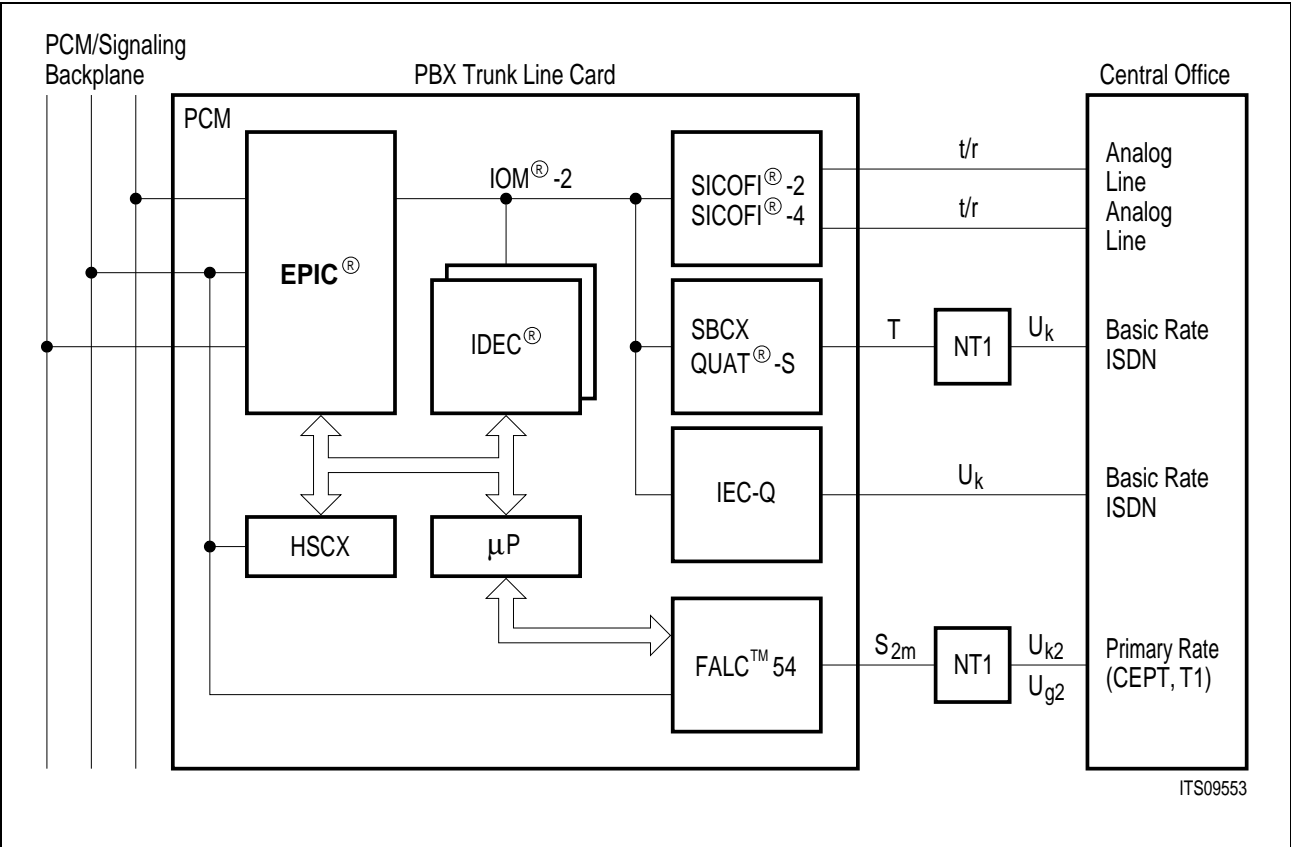 PCM/Signaling
Backplane
PBX Trunk Line Card
Central Office
PCM
IOM®-2
EPIC®
IDEC®
SICOFI®-2
SICOFI®-4
t/r
t/r
Analog
Line
Analog
Line
SBCX
QUAT®-S
T
NT1
Uk
Basic Rate
ISDN
IEC-Q
Uk
Basic Rate
ISDN
HSCX
μP
FALC™ 54
S2m
NT1
Uk2
Ug2
Primary Rate
(CEPT, T1)
ITS09553